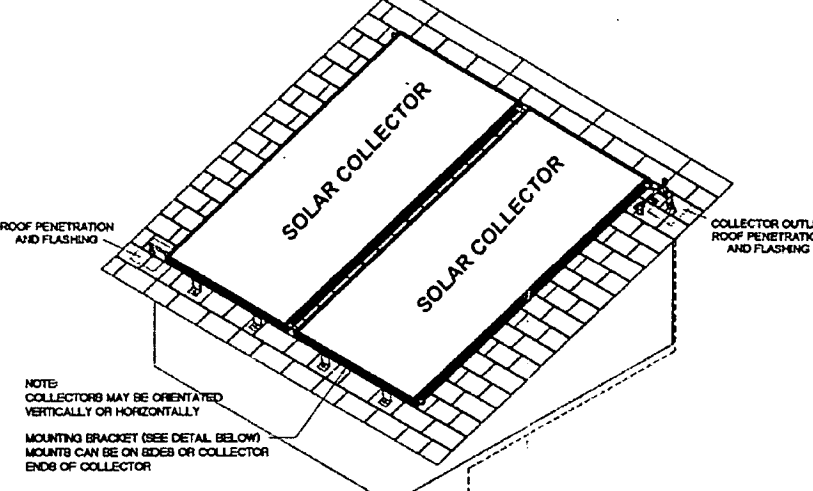 SOLAR COLLECTOR
SOLAR COLLECTOR
ROOF PENETRATION
AND FLASHING
COLLECTOR OUTL
ROOF PENETRATIO
AND FLASHING
NOTE:
COLLECTORS MAY BE ORIENTATED
VERTICALLY OR HORIZONTALLY
MOUNTING BRACKET (SEE DETAIL BELOW)
MOUNTS CAN BE ON SIDES OR COLLECTOR
ENDS OF COLLECTOR